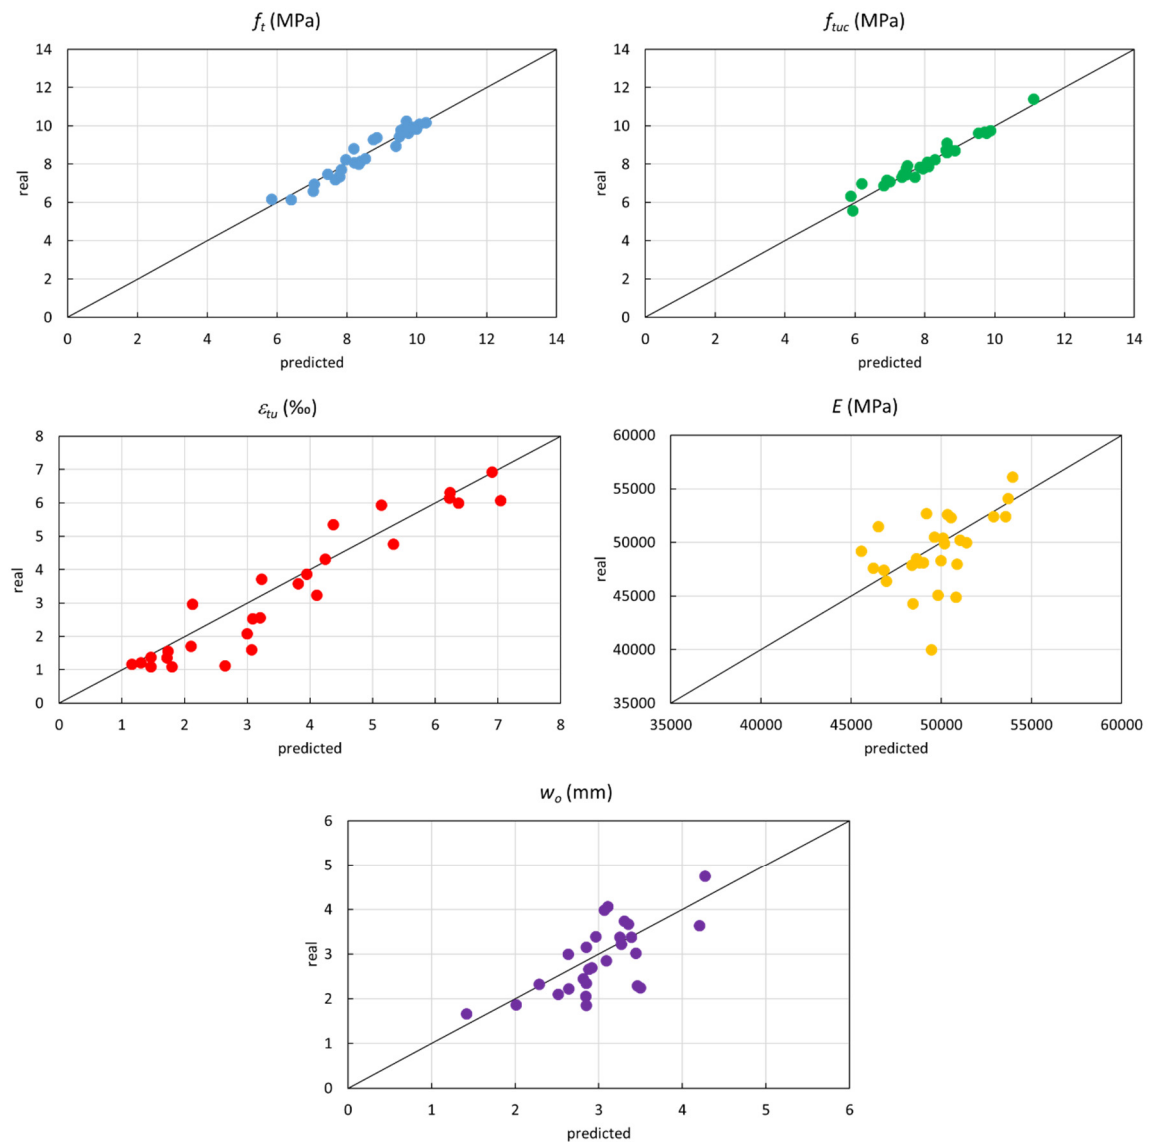 f_t (MPa)
14
12
10
8
6
4
2
0
real
0 2 4 6 8 10 12 14
predicted
f_tuc (MPa)
14
12
10
8
6
4
2
0
real
0 2 4 6 8 10 12 14
predicted
ε_tu (‰)
8
7
6
5
4
3
2
1
0
real
0 1 2 3 4 5 6 7 8
predicted
E (MPa)
60000
55000
50000
45000
40000
35000
real
35000 40000 45000 50000 55000 60000
predicted
w_o (mm)
6
5
4
3
2
1
0
real
0 1 2 3 4 5 6
predicted